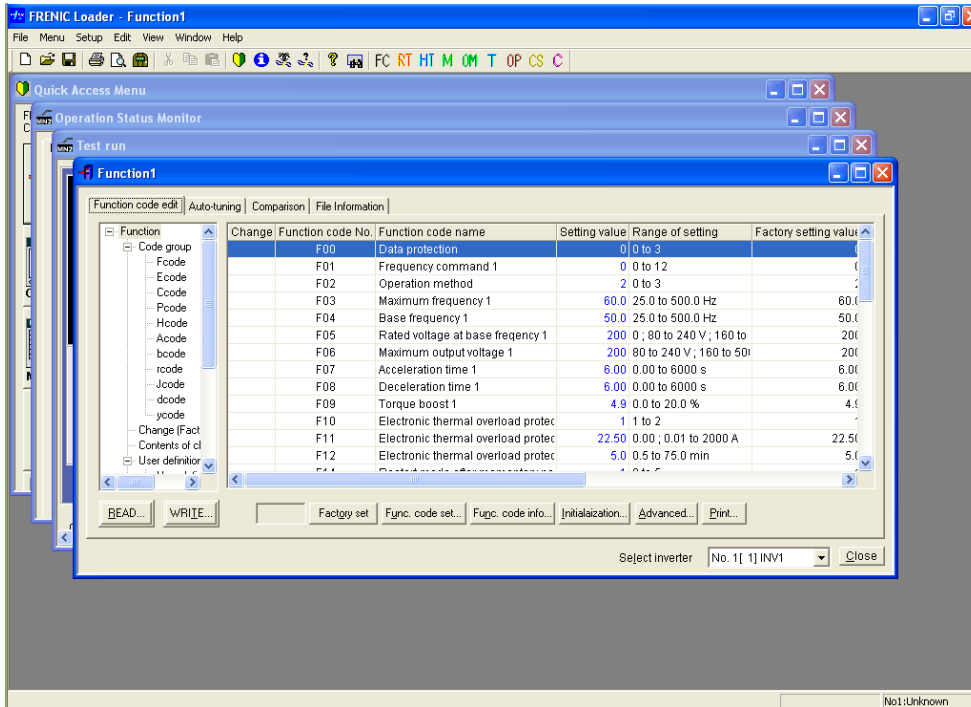 FRENIC Loader - Function1
File Menu Setup Edit View Window Help
FC RT HT M OM T OP CS C
Quick Access Menu
Operation Status Monitor
Test run
Function1
Function code edit Auto-tuning Comparison File Information
Function
Code group
Fcode
Ecode
Ccode
Pcode
Hcode
Acode
bcode
rcode
Jcode
dcode
ycode
Change (Fact
Contents of cl
User definition
Change Function code No. Function code name Setting value Range of setting Factory setting value
F00 Data protection 0 0 to 3
F01 Frequency command 1 0 0 to 12
F02 Operation method 2 0 to 3
F03 Maximum frequency 1 60.0 25.0 to 500.0 Hz 60.0
F04 Base frequency 1 50.0 25.0 to 500.0 Hz 50.0
F05 Rated voltage at base freqency 1 200 0 ; 80 to 240 V ; 160 to 200
F06 Maximum output voltage 1 200 80 to 240 V ; 160 to 500 200
F07 Acceleration time 1 6.00 0.00 to 6000 s 6.00
F08 Deceleration time 1 6.00 0.00 to 6000 s 6.00
F09 Torque boost 1 4.9 0.0 to 20.0 % 4.9
F10 Electronic thermal overload protec 1 1 to 2
F11 Electronic thermal overload protec 22.50 0.00 ; 0.01 to 2000 A 22.50
F12 Electronic thermal overload protec 5.0 0.5 to 75.0 min 5.0
READ... WRITE... Factory set Func. code set... Func. code info... Initialaization... Advanced... Print...
Select inverter No. 1[ 1] INV1 Close
No1:Unknown